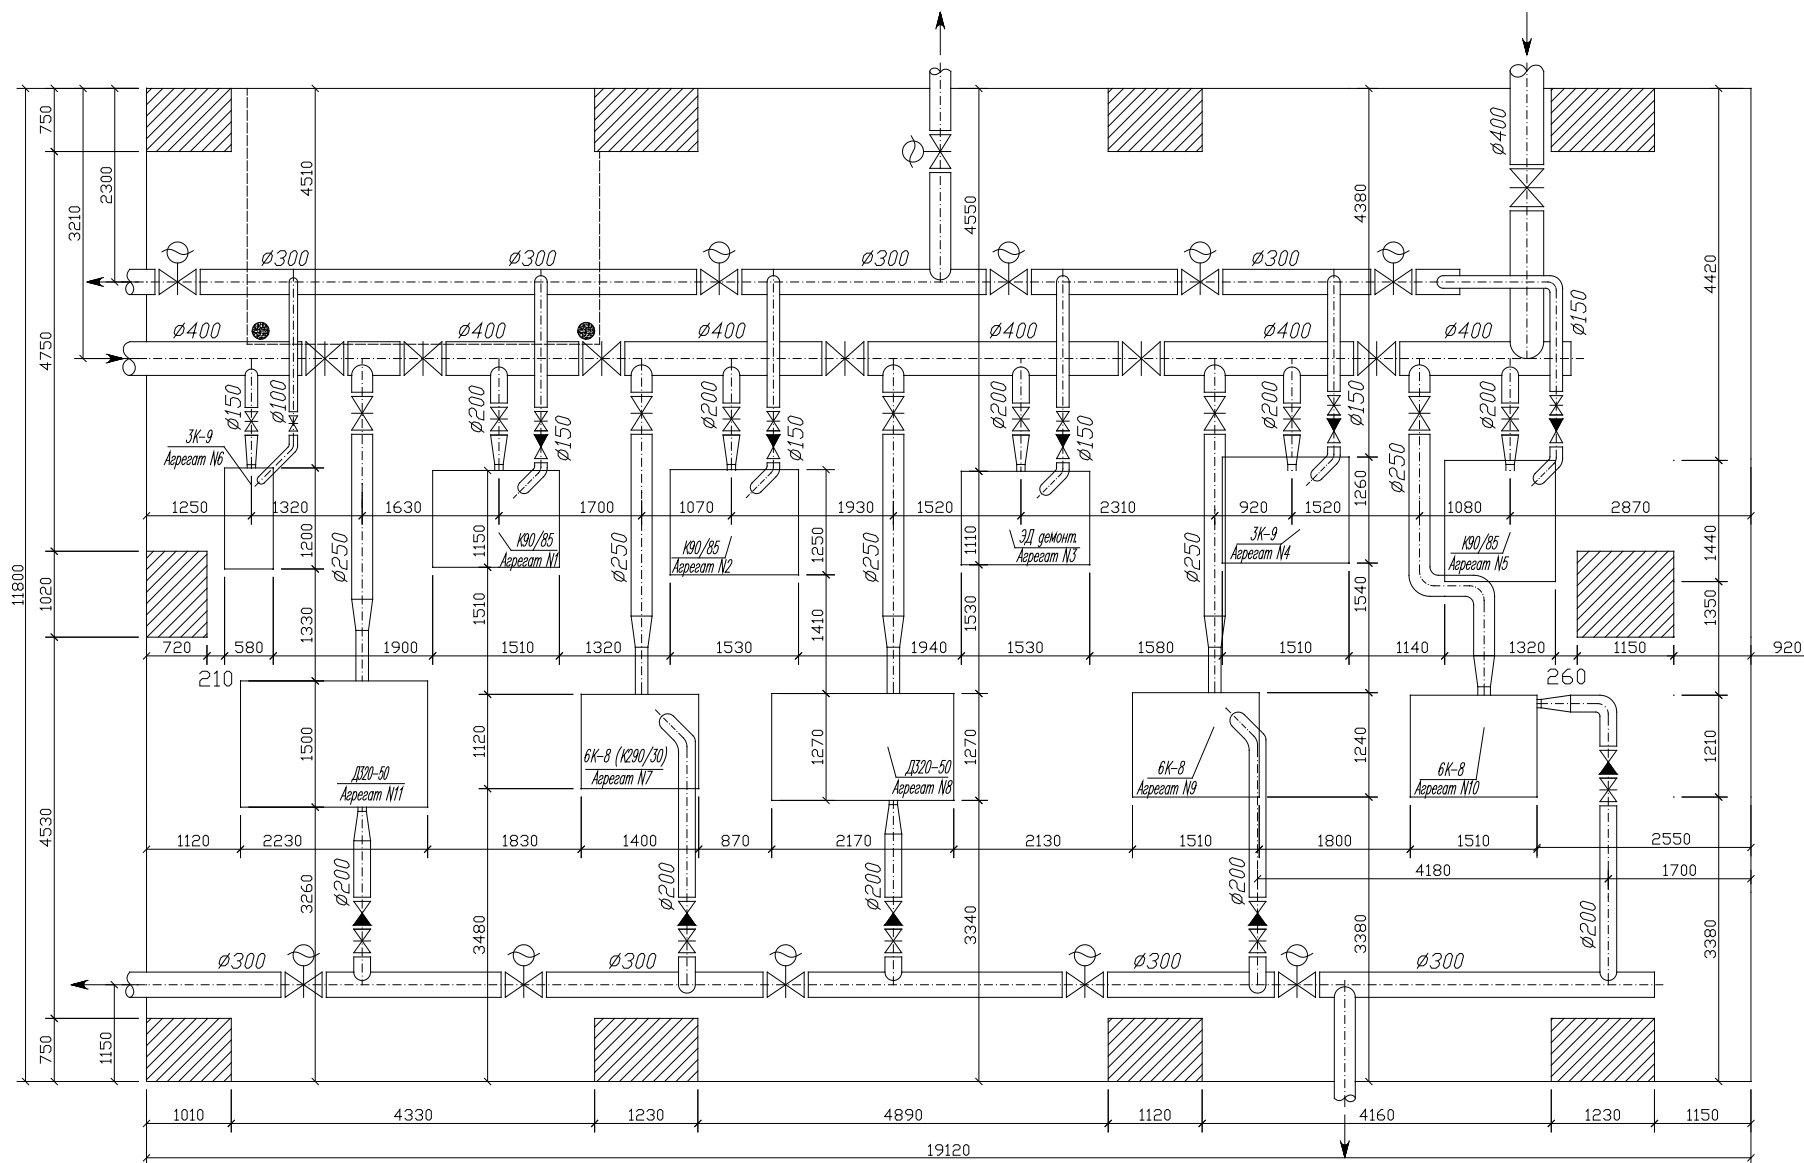 ø400
750
2300
3210
4510
4550
4380
4420
ø300
ø300
ø300
ø300
ø150
ø400
ø400
ø400
ø400
ø400
ø400
4750
ø150
ø100
ø200
ø150
ø200
ø150
ø200
ø150
ø200
ø150
ø250
ø200
3К-9
Агрегат N6
1250
1320
1630
1700
1070
1930
1520
2310
920
1520
1080
2870
1200
1150
1250
1110
1260
1440
ø250
ø250
ø250
ø250
К90/85
Агрегат N1
К90/85
Агрегат N2
ЭД демонт.
Агрегат N3
3К-9
Агрегат N4
К90/85
Агрегат N5
11800
1020
1330
1510
1410
1530
1540
1350
720
580
1900
1510
1320
1530
1940
1530
1580
1510
1140
1320
1150
920
210
260
1500
1120
1270
1270
1240
1210
Д320-50
Агрегат N11
6К-8 (К290/30)
Агрегат N7
Д320-50
Агрегат N8
6К-8
Агрегат N9
6К-8
Агрегат N10
4530
1120
2230
1830
1400
870
2170
2130
1510
1800
1510
2550
4180
1700
3260
ø200
3480
ø200
ø200
3340
ø200
3380
ø200
3380
ø300
ø300
ø300
ø300
750
1150
1010
4330
1230
4890
1120
4160
1230
1150
19120